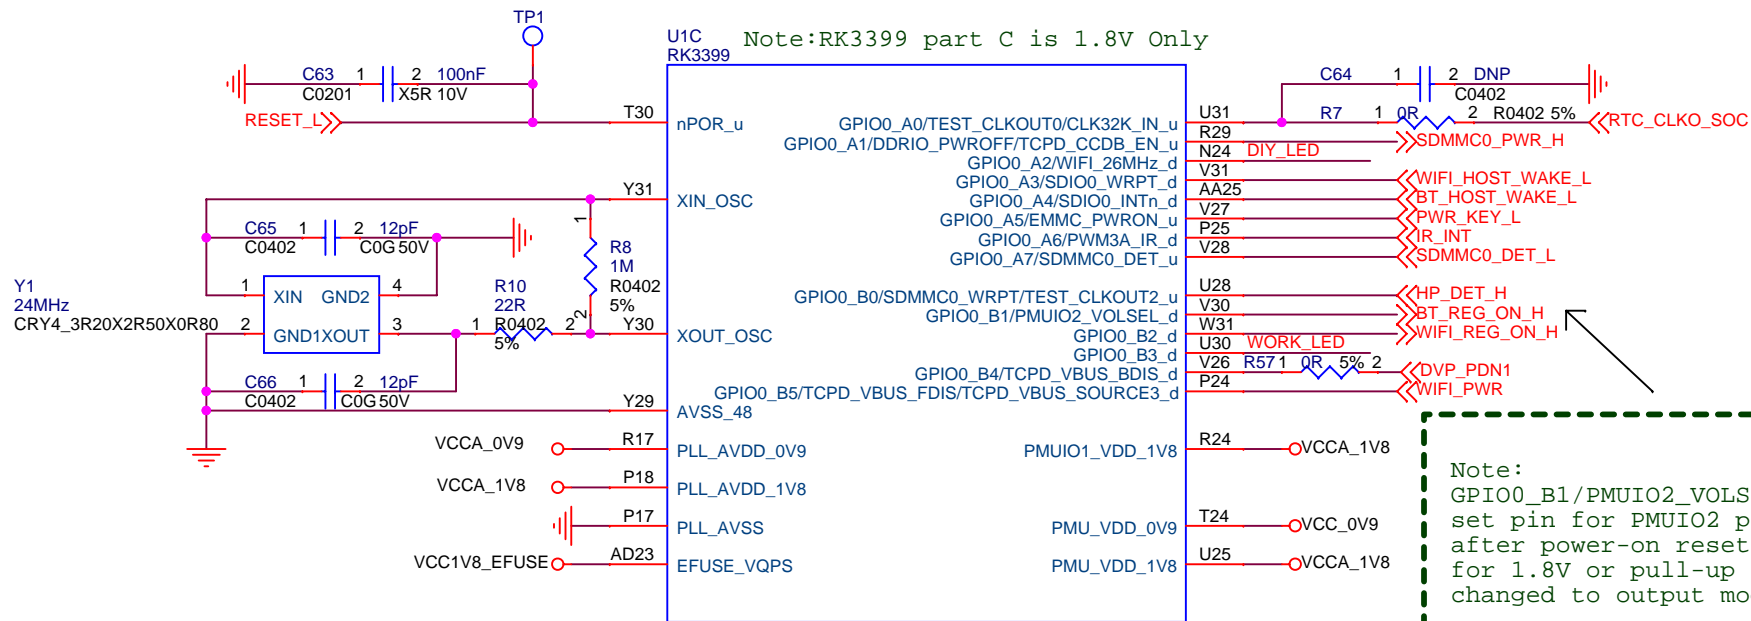 TP1
U1C
RK3399
Note:RK3399 part C is 1.8V Only
C63 1 2 100nF
C0201 X5R 10V
RESET_L
C64 1 2 DNP
C0402
R7 1 0R 2 R0402 5% RTC_CLKO_SOC
T30 nPOR_u
GPIO0_A0/TEST_CLKOUT0/CLK32K_IN_u U31
GPIO0_A1/DDRIO_PWROFF/TCPD_CCDB_EN_u R29 SDMMC0_PWR_H
GPIO0_A2/WIFI_26MHz_d N24 DIY_LED
GPIO0_A3/SDIO0_WRPT_d V31 WIFI_HOST_WAKE_L
GPIO0_A4/SDIO0_INTn_d AA25 BT_HOST_WAKE_L
GPIO0_A5/EMMC_PWRON_u V27 PWR_KEY_L
GPIO0_A6/PWM3A_IR_d P25 IR_INT
GPIO0_A7/SDMMC0_DET_u V28 SDMMC0_DET_L
Y31 XIN_OSC
C65 1 2 12pF
C0402 C0G 50V
1 R8 2
1M
R0402
5%
Y1
24MHz
CRY4_3R20X2R50X0R80
1 XIN GND2 4
2 GND1 XOUT 3
R10
22R
1 R0402 2
5%
Y30 XOUT_OSC
C66 1 2 12pF
C0402 C0G 50V
Y29 AVSS_48
GPIO0_B0/SDMMC0_WRPT/TEST_CLKOUT2_u U28 HP_DET_H
GPIO0_B1/PMUIO2_VOLSEL_d V30 BT_REG_ON_H
GPIO0_B2_d W31 WIFI_REG_ON_H
GPIO0_B3_d U30 WORK_LED
GPIO0_B4/TCPD_VBUS_BDIS_d V26 R57 1 0R 5% 2 DVP_PDN1
GPIO0_B5/TCPD_VBUS_FDIS/TCPD_VBUS_SOURCE3_d P24 WIFI_PWR
VCCA_0V9 R17 PLL_AVDD_0V9
VCCA_1V8 P18 PLL_AVDD_1V8
P17 PLL_AVSS
VCC1V8_EFUSE AD23 EFUSE_VQPS
PMUIO1_VDD_1V8 R24 VCCA_1V8
PMU_VDD_0V9 T24 VCC_0V9
PMU_VDD_1V8 U25 VCCA_1V8
Note:
GPIO0_B1/PMUIO2_VOLS
set pin for PMUIO2 p
after power-on reset
for 1.8V or pull-up
changed to output mo